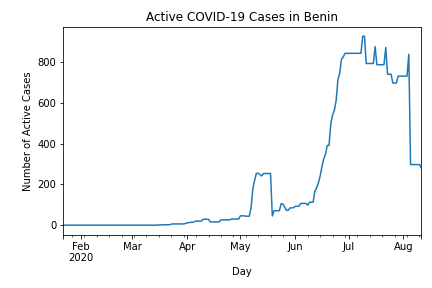 Active COVID-19 Cases in Benin
Number of Active Cases
800
600
400
200
0
Feb Mar Apr May Jun Jul Aug
2020
Day